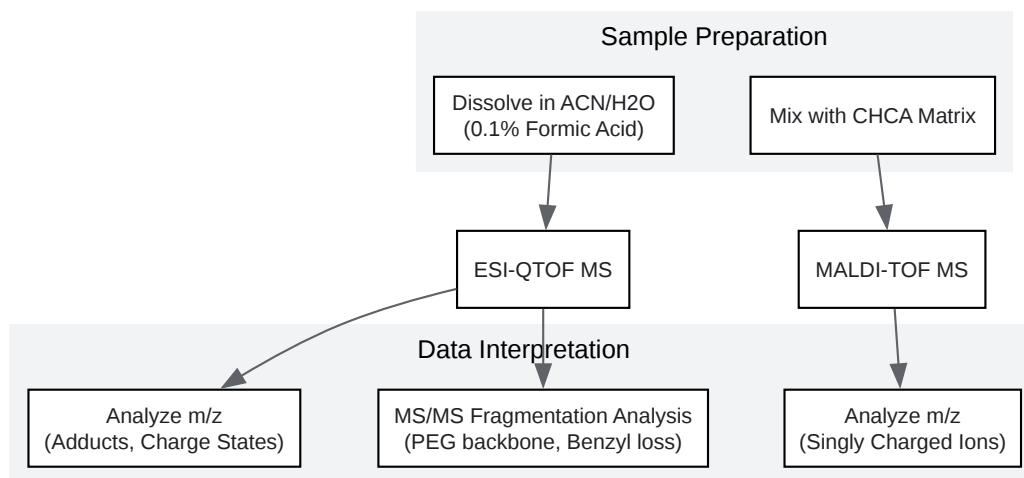 Sample Preparation
Dissolve in ACN/H2O
(0.1% Formic Acid)
Mix with CHCA Matrix
ESI-QTOF MS
MALDI-TOF MS
Data Interpretation
Analyze m/z
(Adducts, Charge States)
MS/MS Fragmentation Analysis
(PEG backbone, Benzyl loss)
Analyze m/z
(Singly Charged Ions)